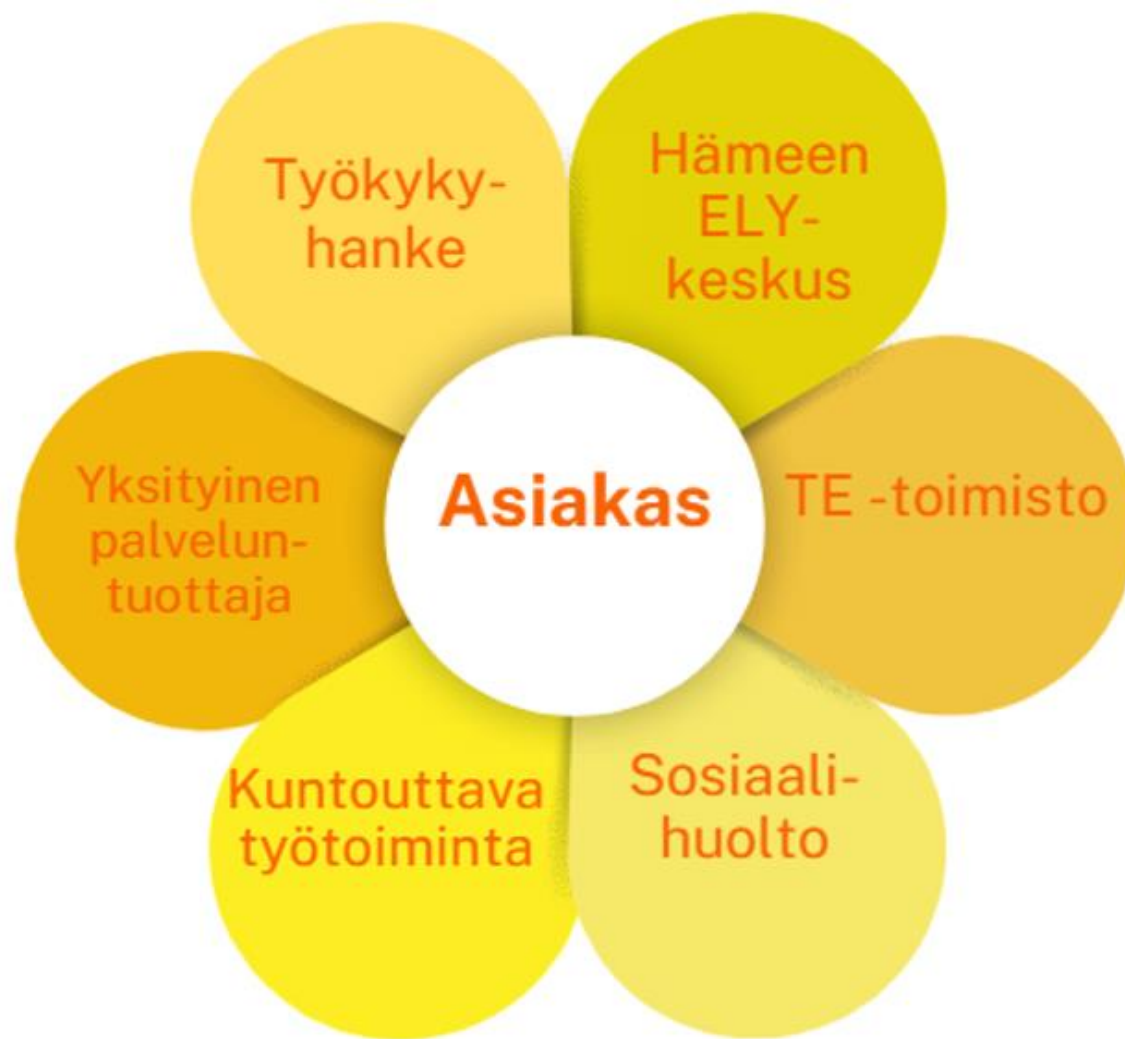 Työkyky-
hanke
Hämeen
ELY-
keskus
Yksityinen
palvelun-
tuottaja
Asiakas
TE -toimisto
Kuntouttava
työtoiminta
Sosiaali-
huolto